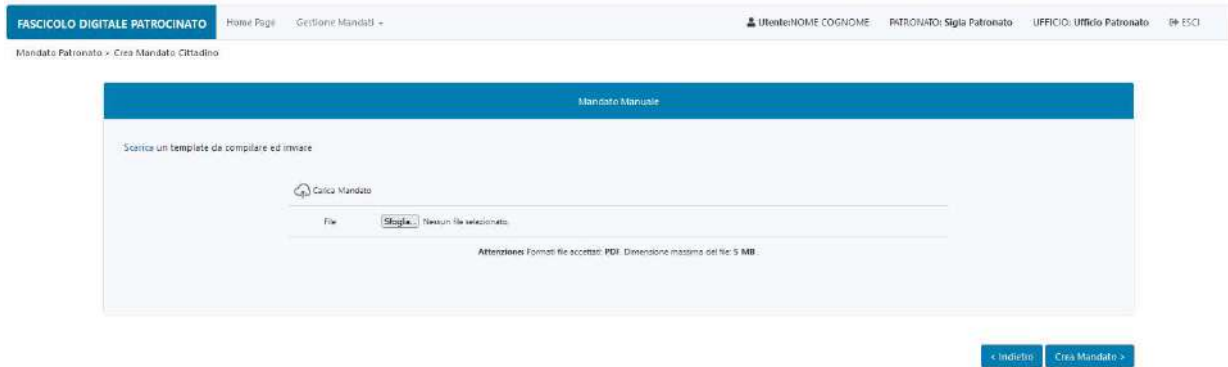 FASCICOLO DIGITALE PATROCINATO Home Page Gestione Mandati Utente:NOME COGNOME PATRONATO: Sigla Patronato UFFICIO: Ufficio Patronato ESCI
Mandato Patronato > Crea Mandato Cittadino
Mandato Manuale
Scarica un template da compilare ed inviare
Carica Mandato
File Sfoglia... Nessun file selezionato.
Attenzione: Formati file accettati: PDF. Dimensione massima del file: 5 MB
< Indietro Crea Mandato >